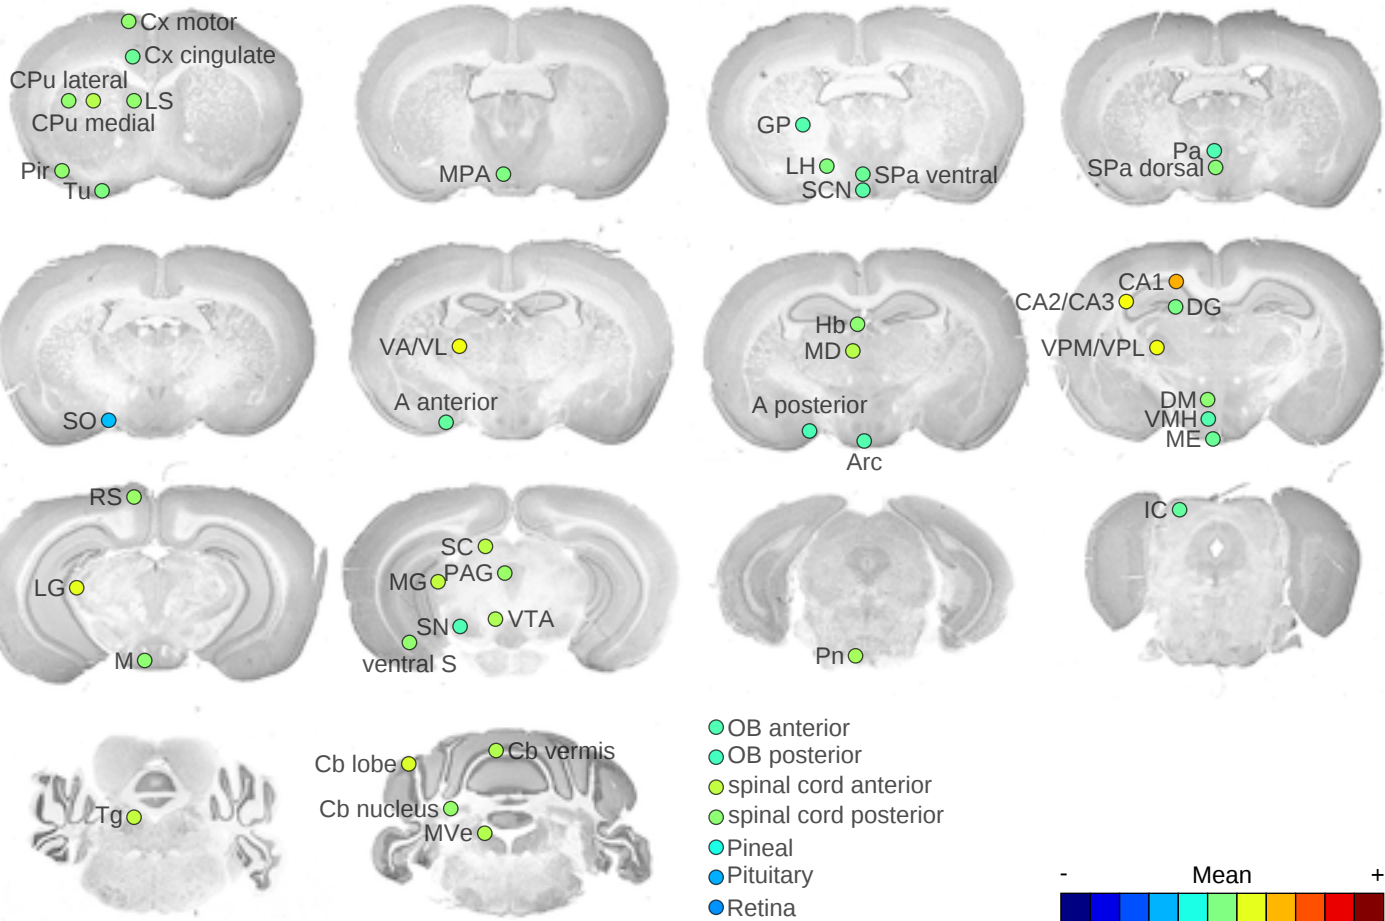 Cx motor
Cx cingulate
CPu lateral
LS
CPu medial
Pir
Tu
MPA
GP
LH
SPa ventral
SCN
Pa
SPa dorsal
SO
VA/VL
A anterior
Hb
MD
A posterior
Arc
CA1
CA2/CA3
DG
VPM/VPL
DM
VMH
ME
RS
LG
M
SC
PAG
MG
VTA
SN
ventral S
Pn
IC
Tg
Cb lobe
Cb vermis
Cb nucleus
MVe
OB anterior
OB posterior
spinal cord anterior
spinal cord posterior
Pineal
Pituitary
Retina
- Mean +